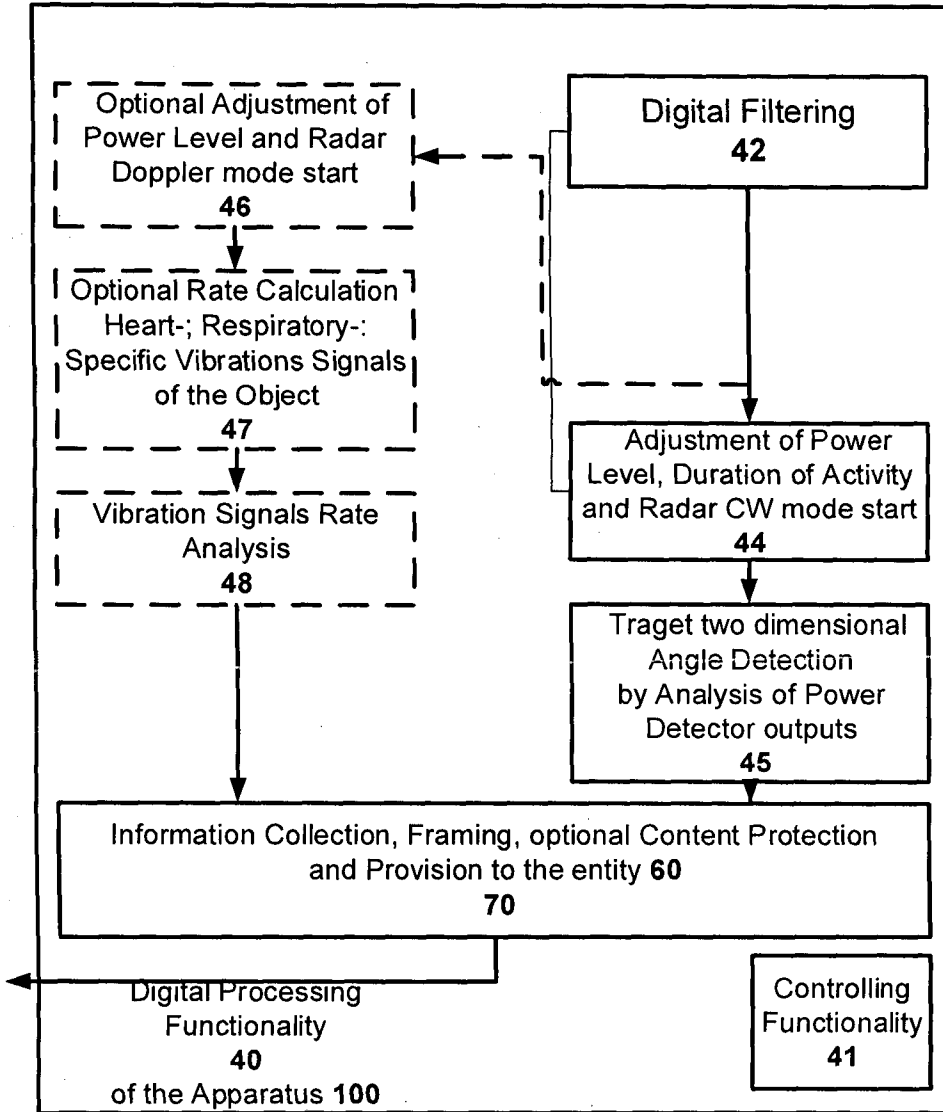 Optional Adjustment of
Power Level and Radar
Doppler mode start
46
Optional Rate Calculation
Heart-; Respiratory-:
Specific Vibrations Signals
of the Object
47
Vibration Signals Rate
Analysis
48
Digital Filtering
42
Adjustment of Power
Level, Duration of Activity
and Radar CW mode start
44
Traget two dimensional
Angle Detection
by Analysis of Power
Detector outputs
45
Information Collection, Framing, optional Content Protection
and Provision to the entity 60
70
Digital Processing
Functionality
40
of the Apparatus 100
Controlling
Functionality
41